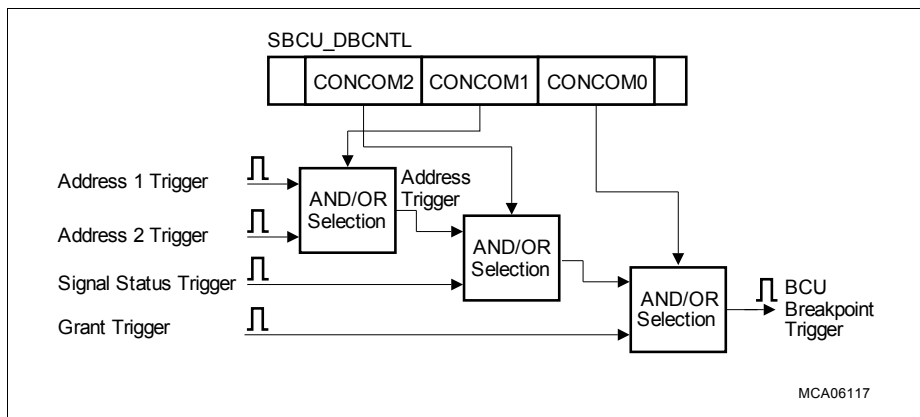 SBCU_DBCNTL
CONCOM2 CONCOM1 CONCOM0
Address 1 Trigger
Address 2 Trigger
Signal Status Trigger
Grant Trigger
AND/OR
Selection
Address
Trigger
AND/OR
Selection
AND/OR
Selection
BCU
Breakpoint
Trigger
MCA06117